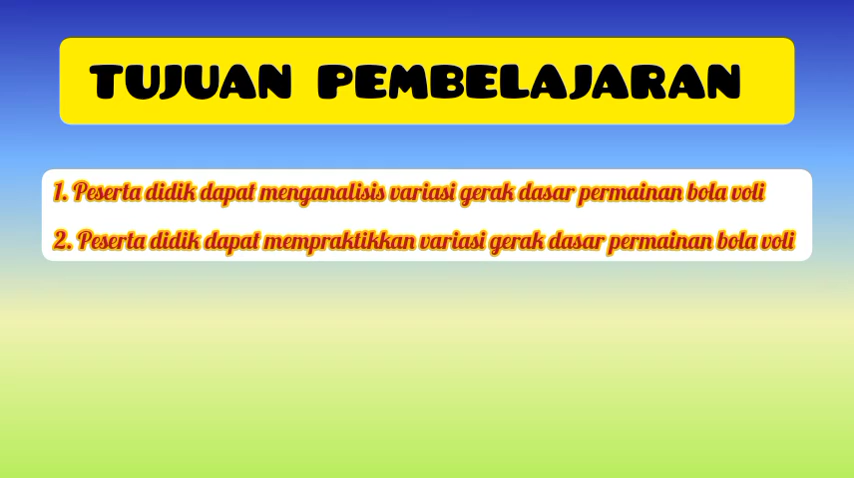 TUJUAN PEMBELAJARAN
1. Peserta didik dapat menganalisis variasi gerak dasar permainan bola voli
2. Peserta didik dapat mempraktikkan variasi gerak dasar permainan bola voli